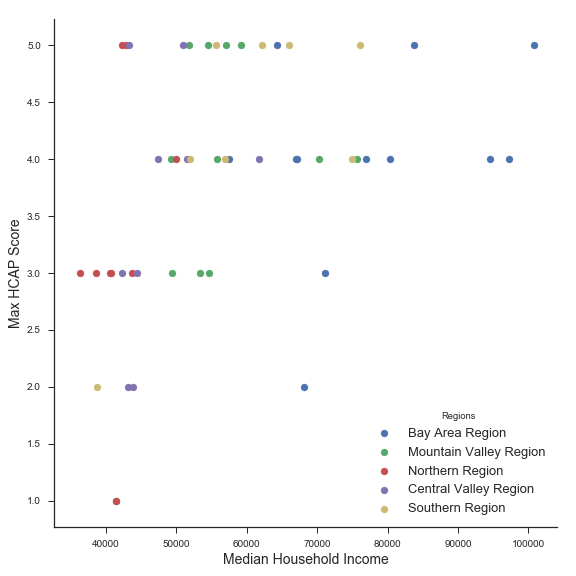 5.0
4.5
4.0
3.5
3.0
2.5
2.0
1.5
1.0
Max HCAP Score
Regions
Bay Area Region
Mountain Valley Region
Northern Region
Central Valley Region
Southern Region
40000 50000 60000 70000 80000 90000 100000
Median Household Income